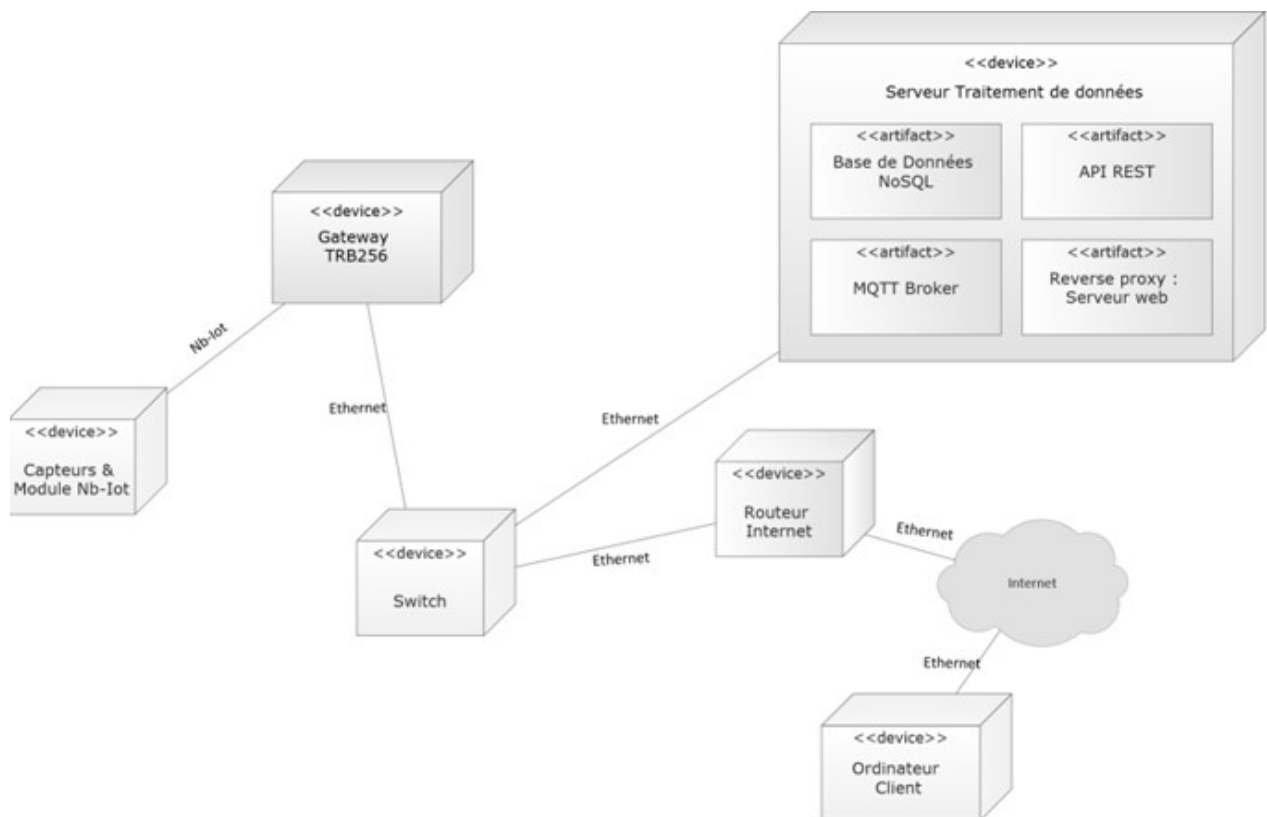 <<device>>
Serveur Traitement de données
<<artifact>>
Base de Données
NoSQL
<<artifact>>
API REST
<<artifact>>
MQTT Broker
<<artifact>>
Reverse proxy :
Serveur web
<<device>>
Gateway
TRB256
Nb-Iot
Ethernet
<<device>>
Capteurs &
Module Nb-Iot
Ethernet
<<device>>
Switch
Ethernet
<<device>>
Routeur
Internet
Ethernet
Internet
Ethernet
<<device>>
Ordinateur
Client